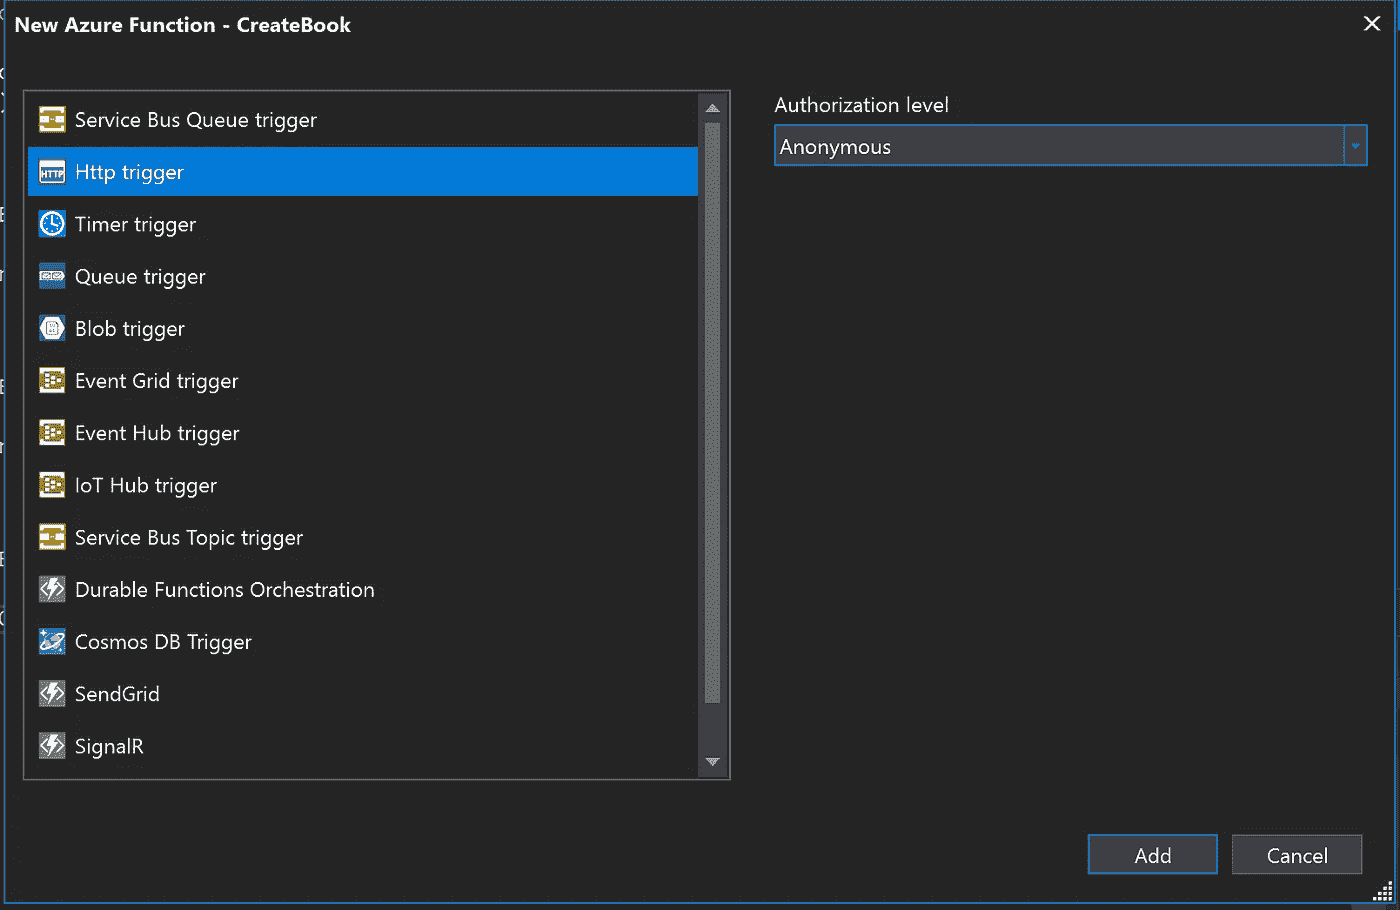 New Azure Function - CreateBook
Service Bus Queue trigger
HTTP
Http trigger
Timer trigger
Queue trigger
Blob trigger
Event Grid trigger
Event Hub trigger
IoT Hub trigger
Service Bus Topic trigger
Durable Functions Orchestration
Cosmos DB Trigger
SendGrid
SignalR
Authorization level
Anonymous
Add
Cancel